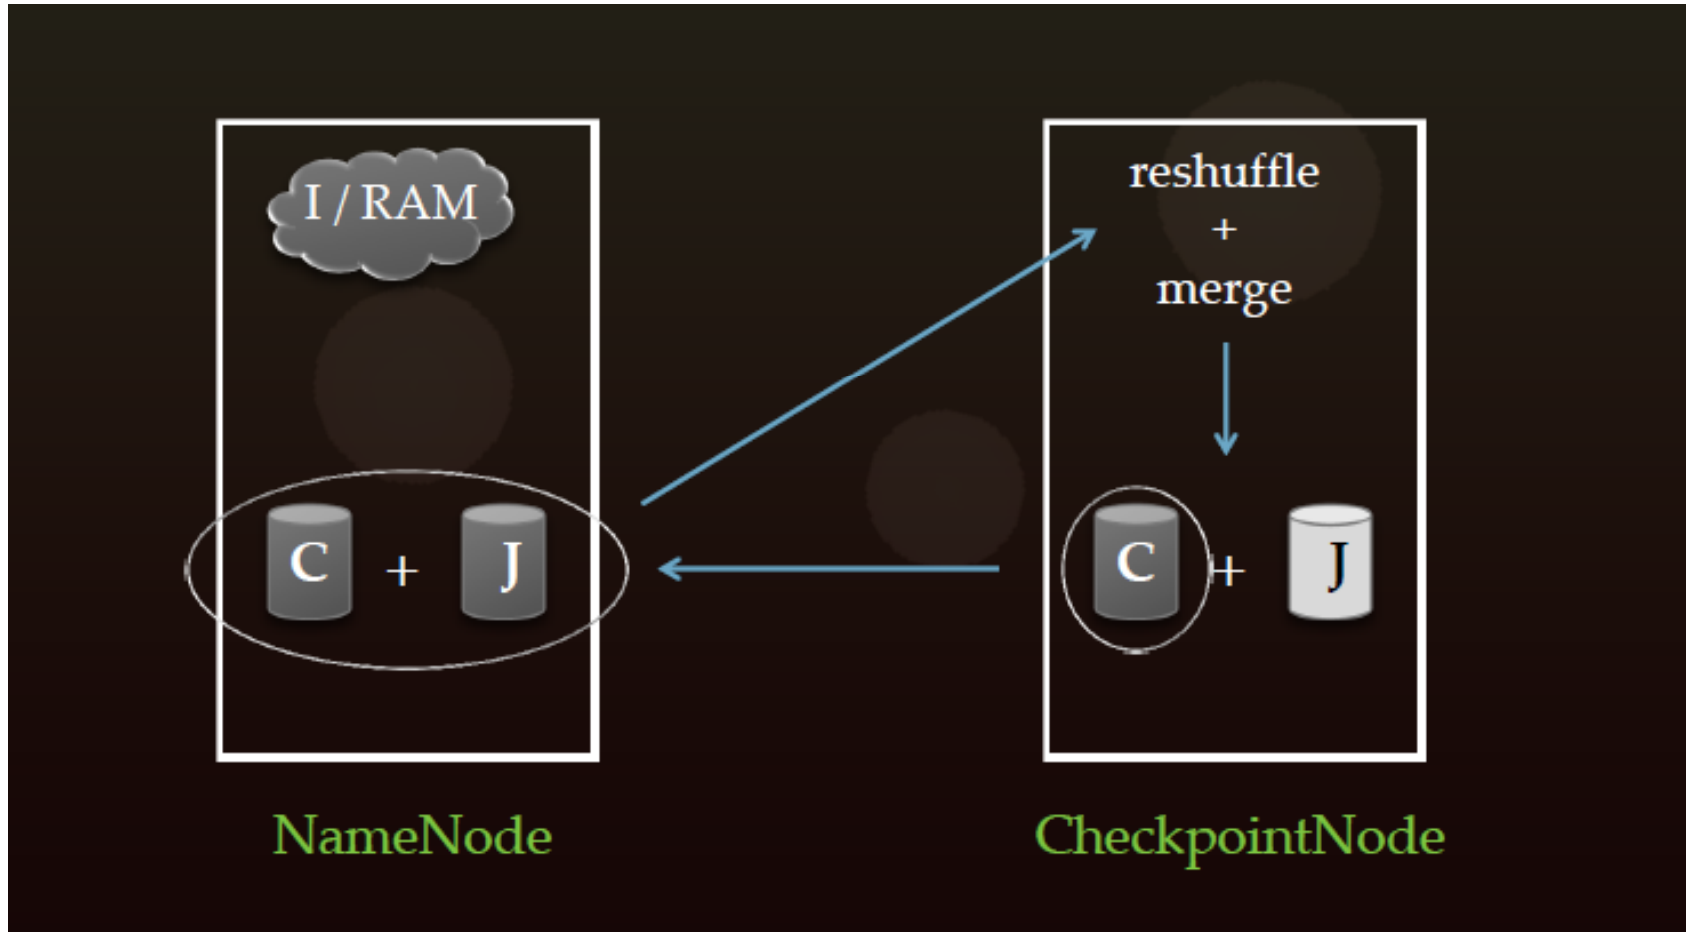 I / RAM
C + J
NameNode
reshuffle
+
merge
C + J
CheckpointNode